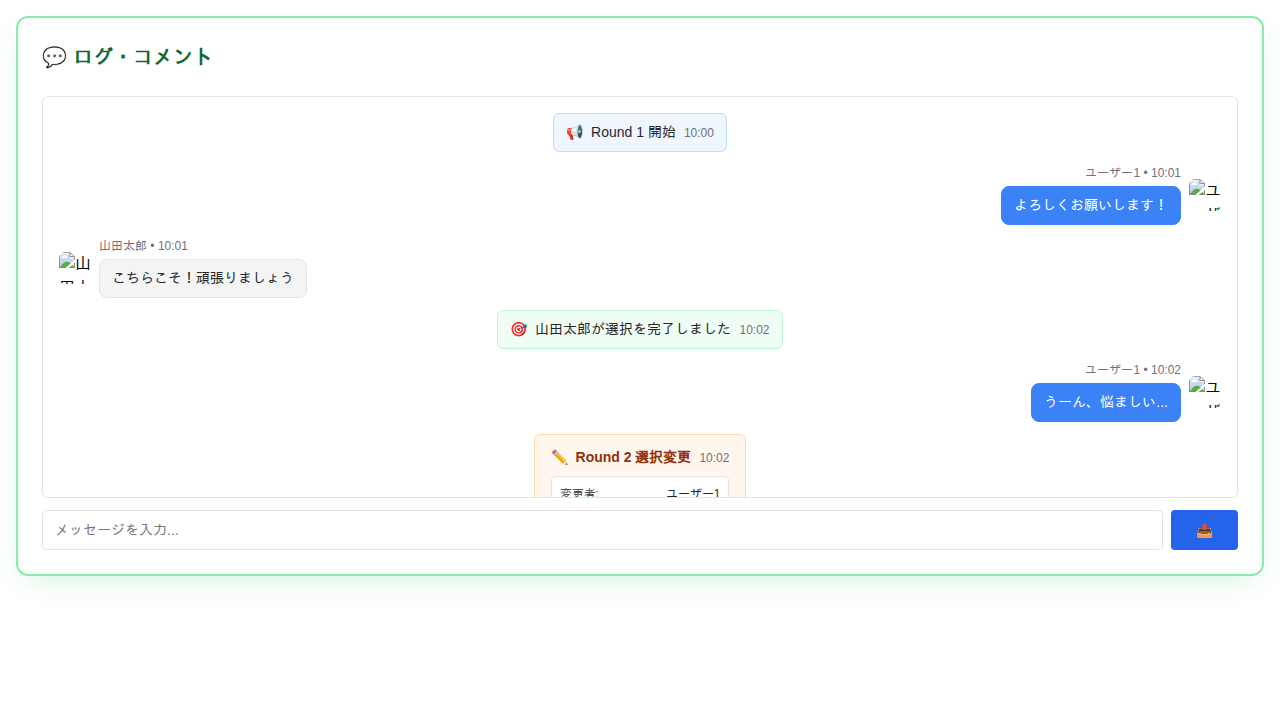 💬 ログ・コメント
📢 Round 1 開始 10:00
ユーザー1 • 10:01
よろしくお願いします！
山田太郎 • 10:01
こちらこそ！頑張りましょう
🎯 山田太郎が選択を完了しました 10:02
ユーザー1 • 10:02
うーん、悩ましい...
✏️ Round 2 選択変更 10:02
変更者: ユーザー1
メッセージを入力...
📤